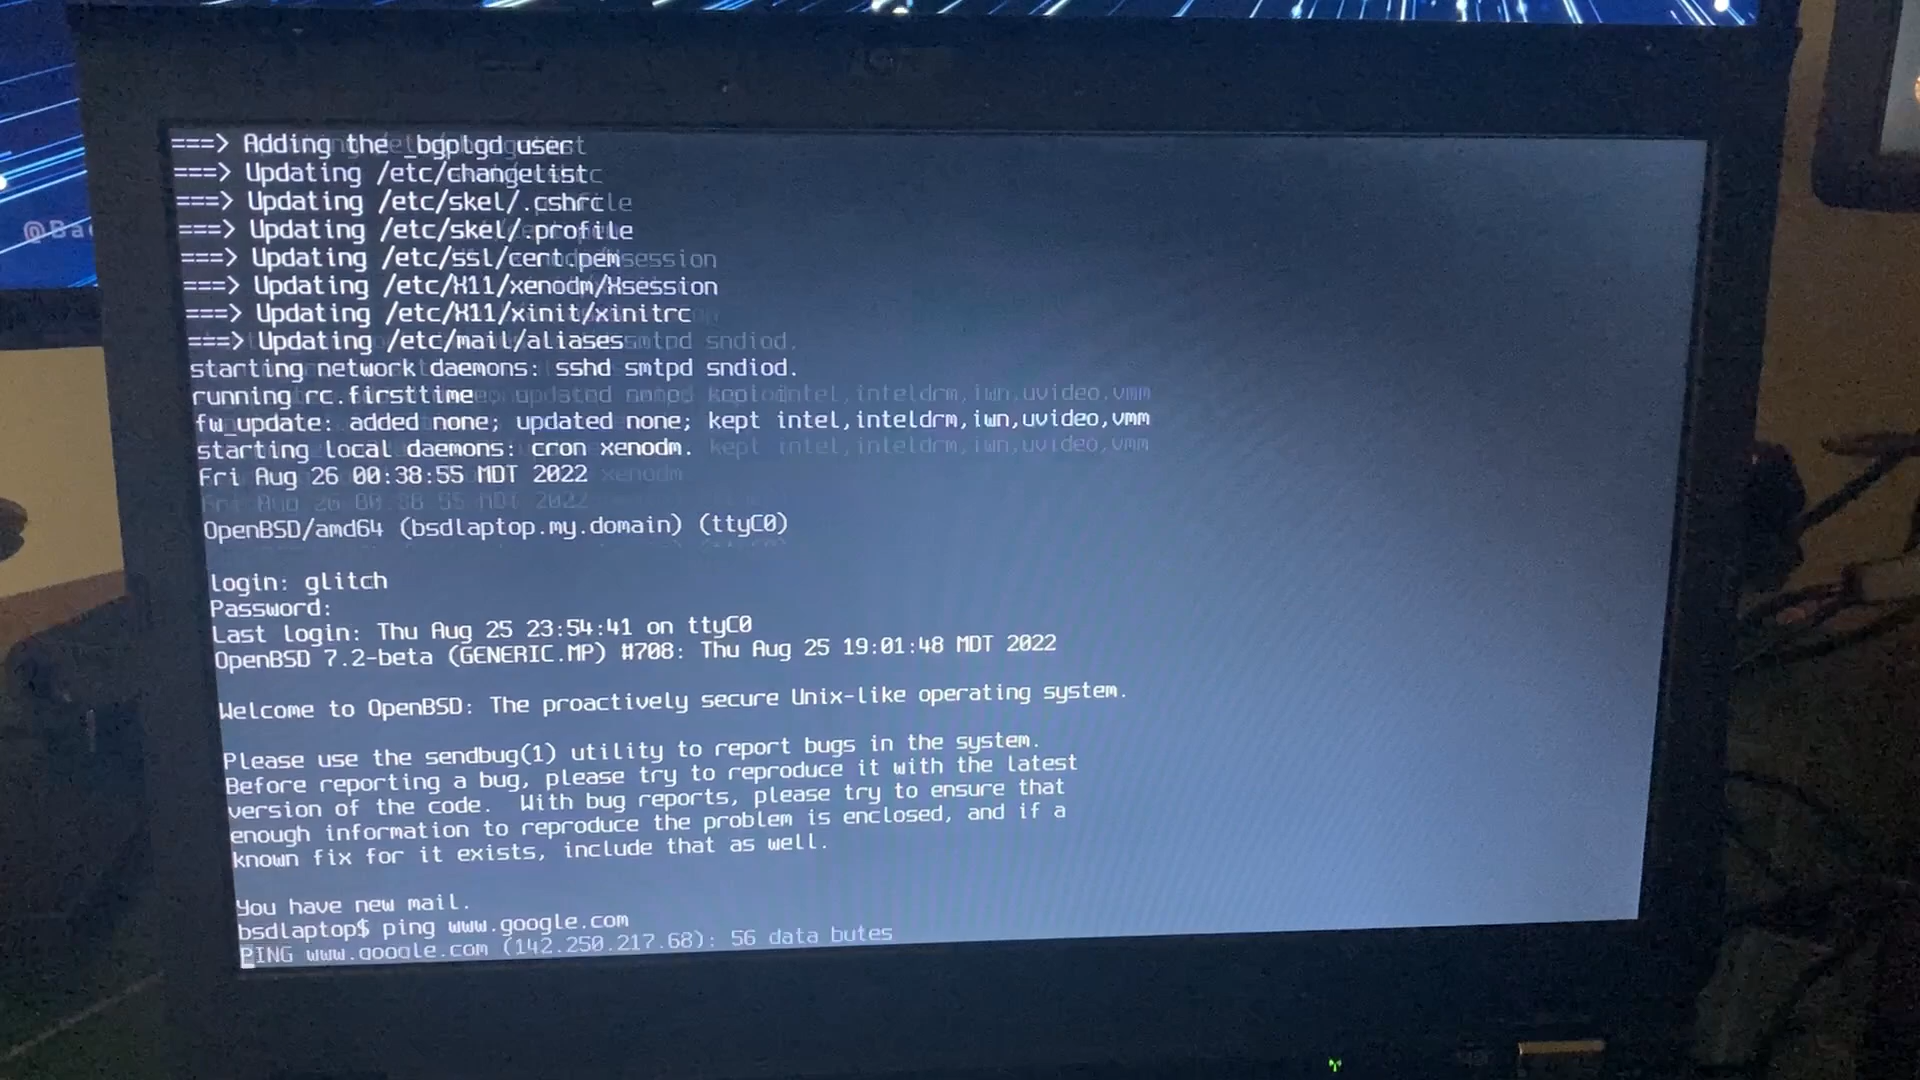 ===> Adding the _bgplgd user
===> Updating /etc/changelist
===> Updating /etc/skel/.cshrc
===> Updating /etc/skel/.profile
===> Updating /etc/ssl/cert.pem
===> Updating /etc/X11/xenodm/Xsession
===> Updating /etc/X11/xinit/xinitrc
===> Updating /etc/mail/aliases
starting network daemons: sshd smtpd sndiod.
running rc.firsttime
fw_update: added none; updated none; kept intel,inteldrm,iwn,uvideo,vmm
starting local daemons: cron xenodm.
Fri Aug 26 00:38:55 MDT 2022
OpenBSD/amd64 (bsdlaptop.my.domain) (ttyC0)
login: glitch
Password:
Last login: Thu Aug 25 23:54:41 on ttyC0
OpenBSD 7.2-beta (GENERIC.MP) #708: Thu Aug 25 19:01:48 MDT 2022
Welcome to OpenBSD: The proactively secure Unix-like operating system.
Please use the sendbug(1) utility to report bugs in the system.
Before reporting a bug, please try to reproduce it with the latest
version of the code.  With bug reports, please try to ensure that
enough information to reproduce the problem is enclosed, and if a
known fix for it exists, include that as well.
You have new mail.
bsdlaptop$ ping www.google.com
PING www.google.com (142.250.217.68): 56 data bytes